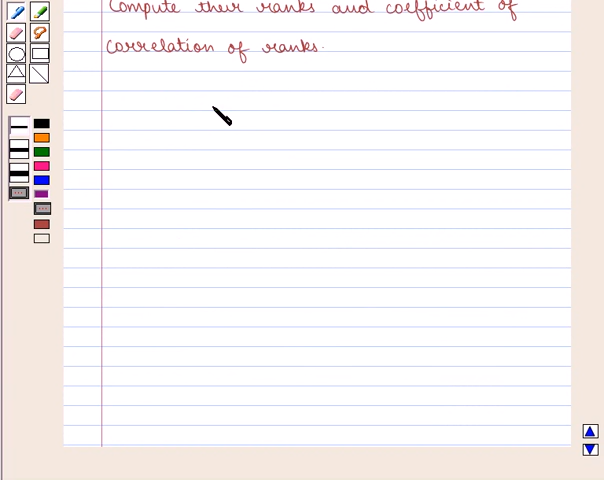 Compute their ranks and coefficient of
correlation of ranks.